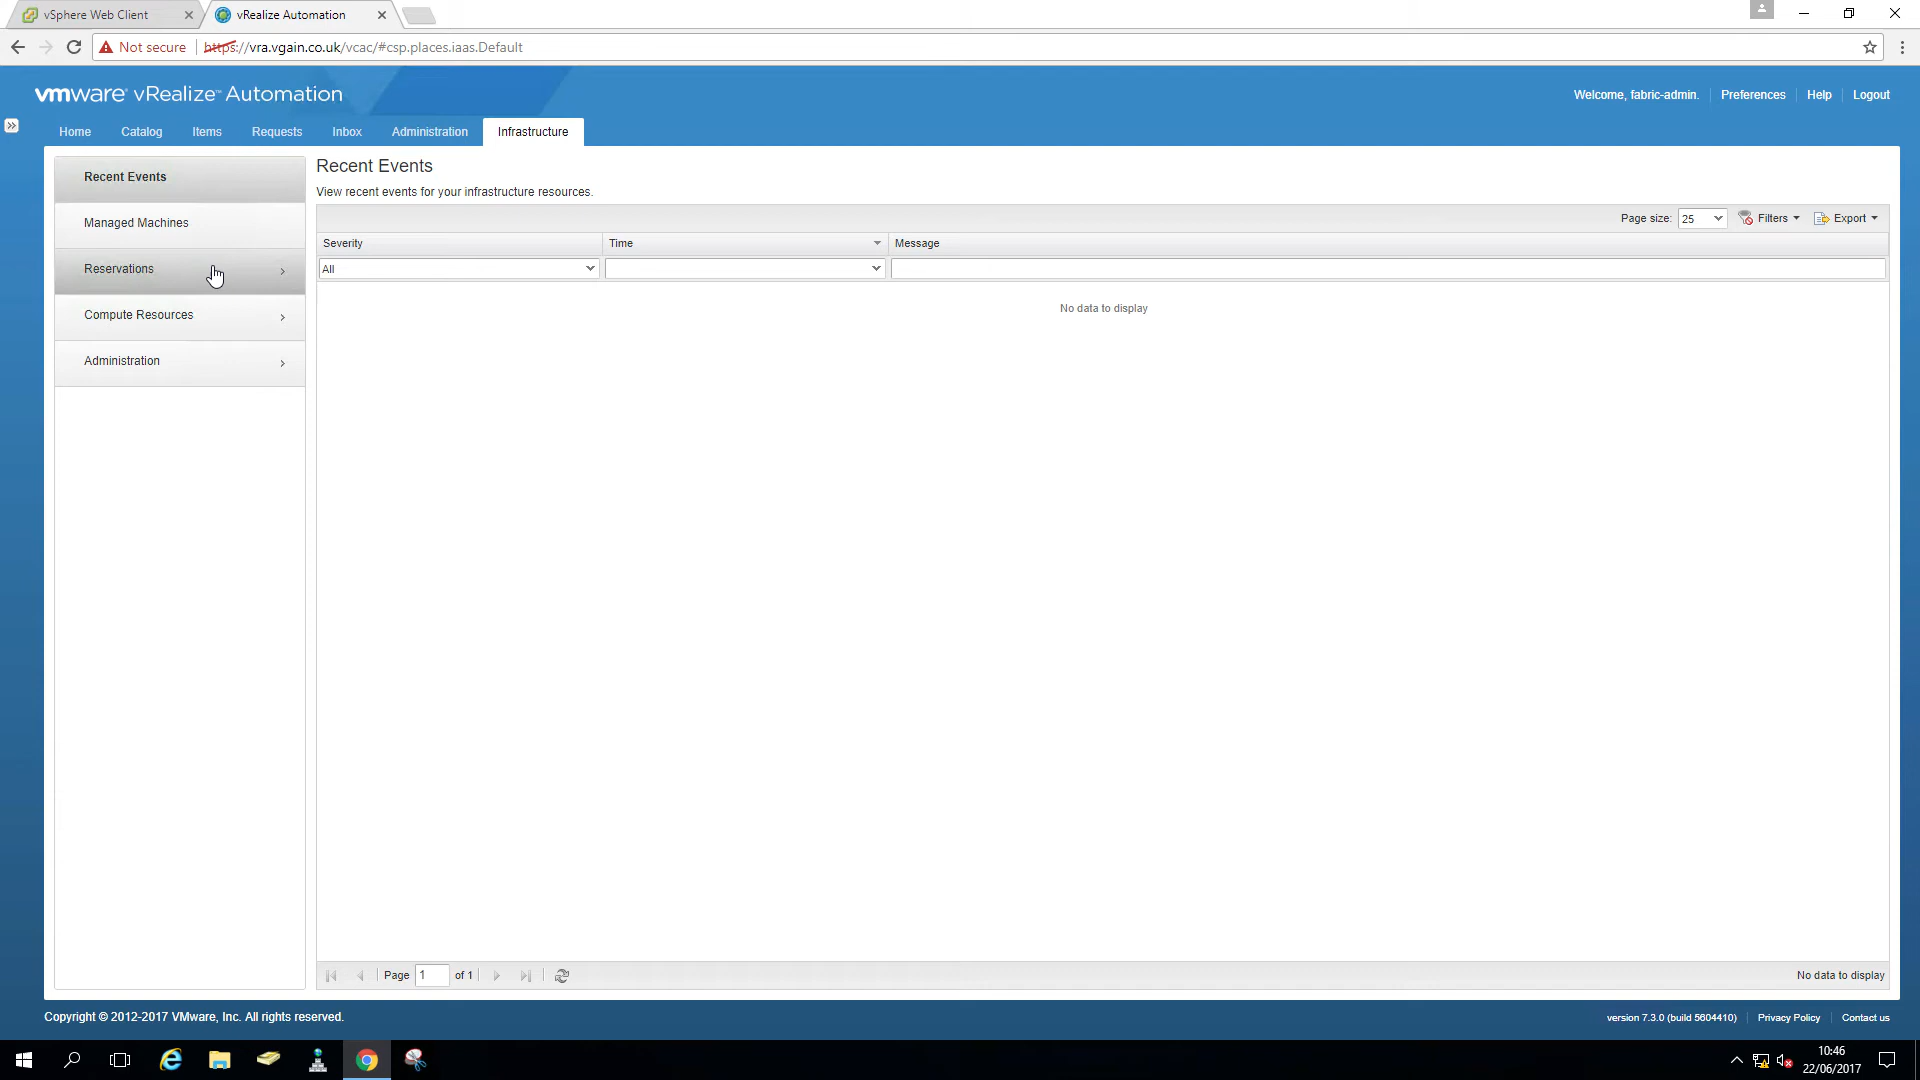 vSphere Web Client
vRealize Automation
Not secure
https://vra.vgain.co.uk/vcac/#csp.places.iaas.Default
vmware vRealize™ Automation
Welcome, fabric-admin. Preferences Help Logout
Home Catalog Items Requests Inbox Administration Infrastructure
Recent Events
Managed Machines
Reservations
Compute Resources
Administration
Recent Events
View recent events for your infrastructure resources.
Page size: 25 Filters Export
Severity Time Message
All
No data to display
Page 1 of 1
No data to display
Copyright © 2012-2017 VMware, Inc. All rights reserved.
version 7.3.0 (build 5604410) Privacy Policy Contact us
10:46
22/06/2017